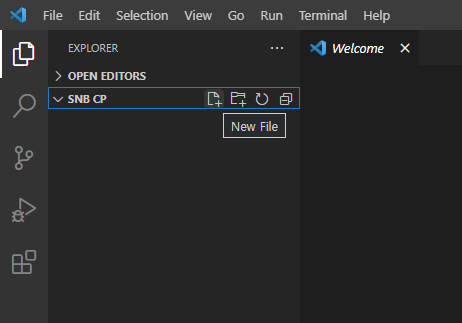 File Edit Selection View Go Run Terminal Help
EXPLORER
Welcome
OPEN EDITORS
SNB CP
New File